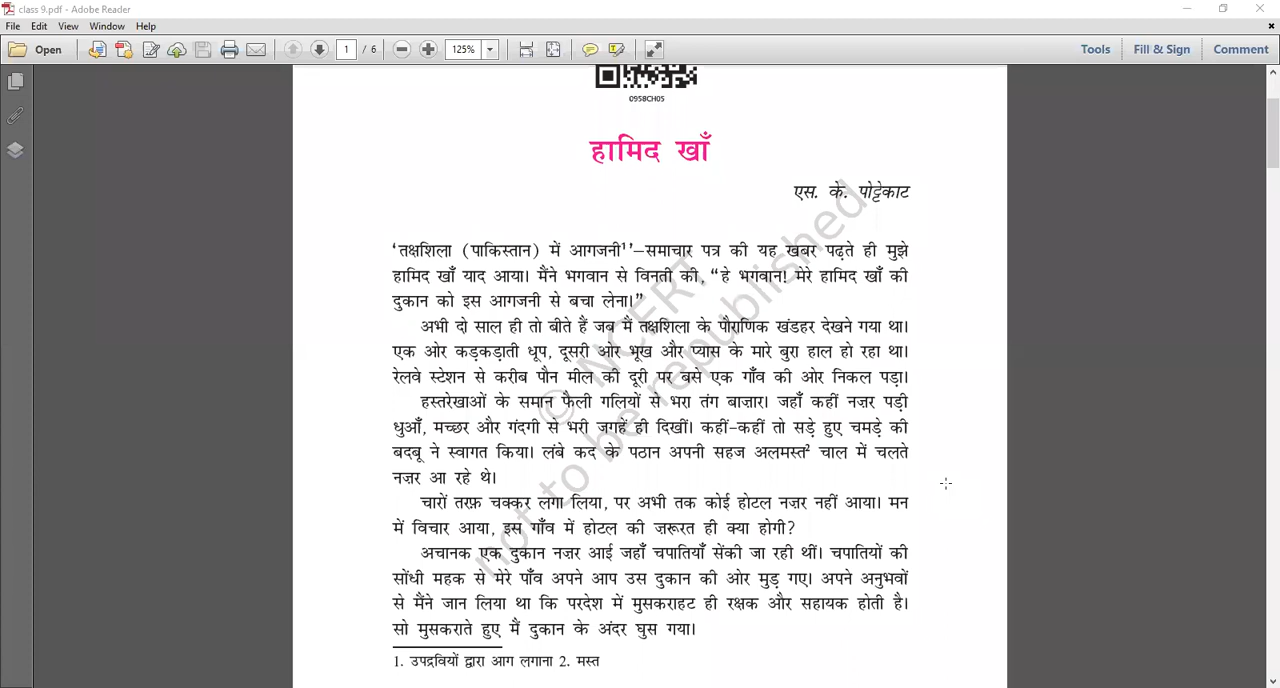 class 9.pdf - Adobe Reader
File Edit View Window Help
Open 1 / 6 125% Tools Fill & Sign Comment
0958CH05
हामिद खाँ
एस. के. पोट्टेकाट
‘तक्षशिला (पाकिस्तान) में आगजनी¹’–समाचार पत्र की यह खबर पढ़ते ही मुझे
हामिद खाँ याद आया। मैंने भगवान से विनती की, “हे भगवान! मेरे हामिद खाँ की
दुकान को इस आगजनी से बचा लेना।”
अभी दो साल ही तो बीते हैं जब मैं तक्षशिला के पौराणिक खंडहर देखने गया था।
एक ओर कड़कड़ाती धूप, दूसरी ओर भूख और प्यास के मारे बुरा हाल हो रहा था।
रेलवे स्टेशन से करीब पौन मील की दूरी पर बसे एक गाँव की ओर निकल पड़ा।
हस्तरेखाओं के समान फैली गलियों से भरा तंग बाज़ार। जहाँ कहीं नज़र पड़ी
धुआँ, मच्छर और गंदगी से भरी जगहें ही दिखीं। कहीं-कहीं तो सड़े हुए चमड़े की
बदबू ने स्वागत किया। लंबे कद के पठान अपनी सहज अलमस्त² चाल में चलते
नज़र आ रहे थे।
चारों तरफ़ चक्कर लगा लिया, पर अभी तक कोई होटल नज़र नहीं आया। मन
में विचार आया, इस गाँव में होटल की ज़रूरत ही क्या होगी?
अचानक एक दुकान नज़र आई जहाँ चपातियाँ सेंकी जा रही थीं। चपातियों की
सोंधी महक से मेरे पाँव अपने आप उस दुकान की ओर मुड़ गए। अपने अनुभवों
से मैंने जान लिया था कि परदेश में मुसकराहट ही रक्षक और सहायक होती है।
सो मुसकराते हुए मैं दुकान के अंदर घुस गया।
1. उपद्रवियों द्वारा आग लगाना 2. मस्त
© NCERT
not to be republished